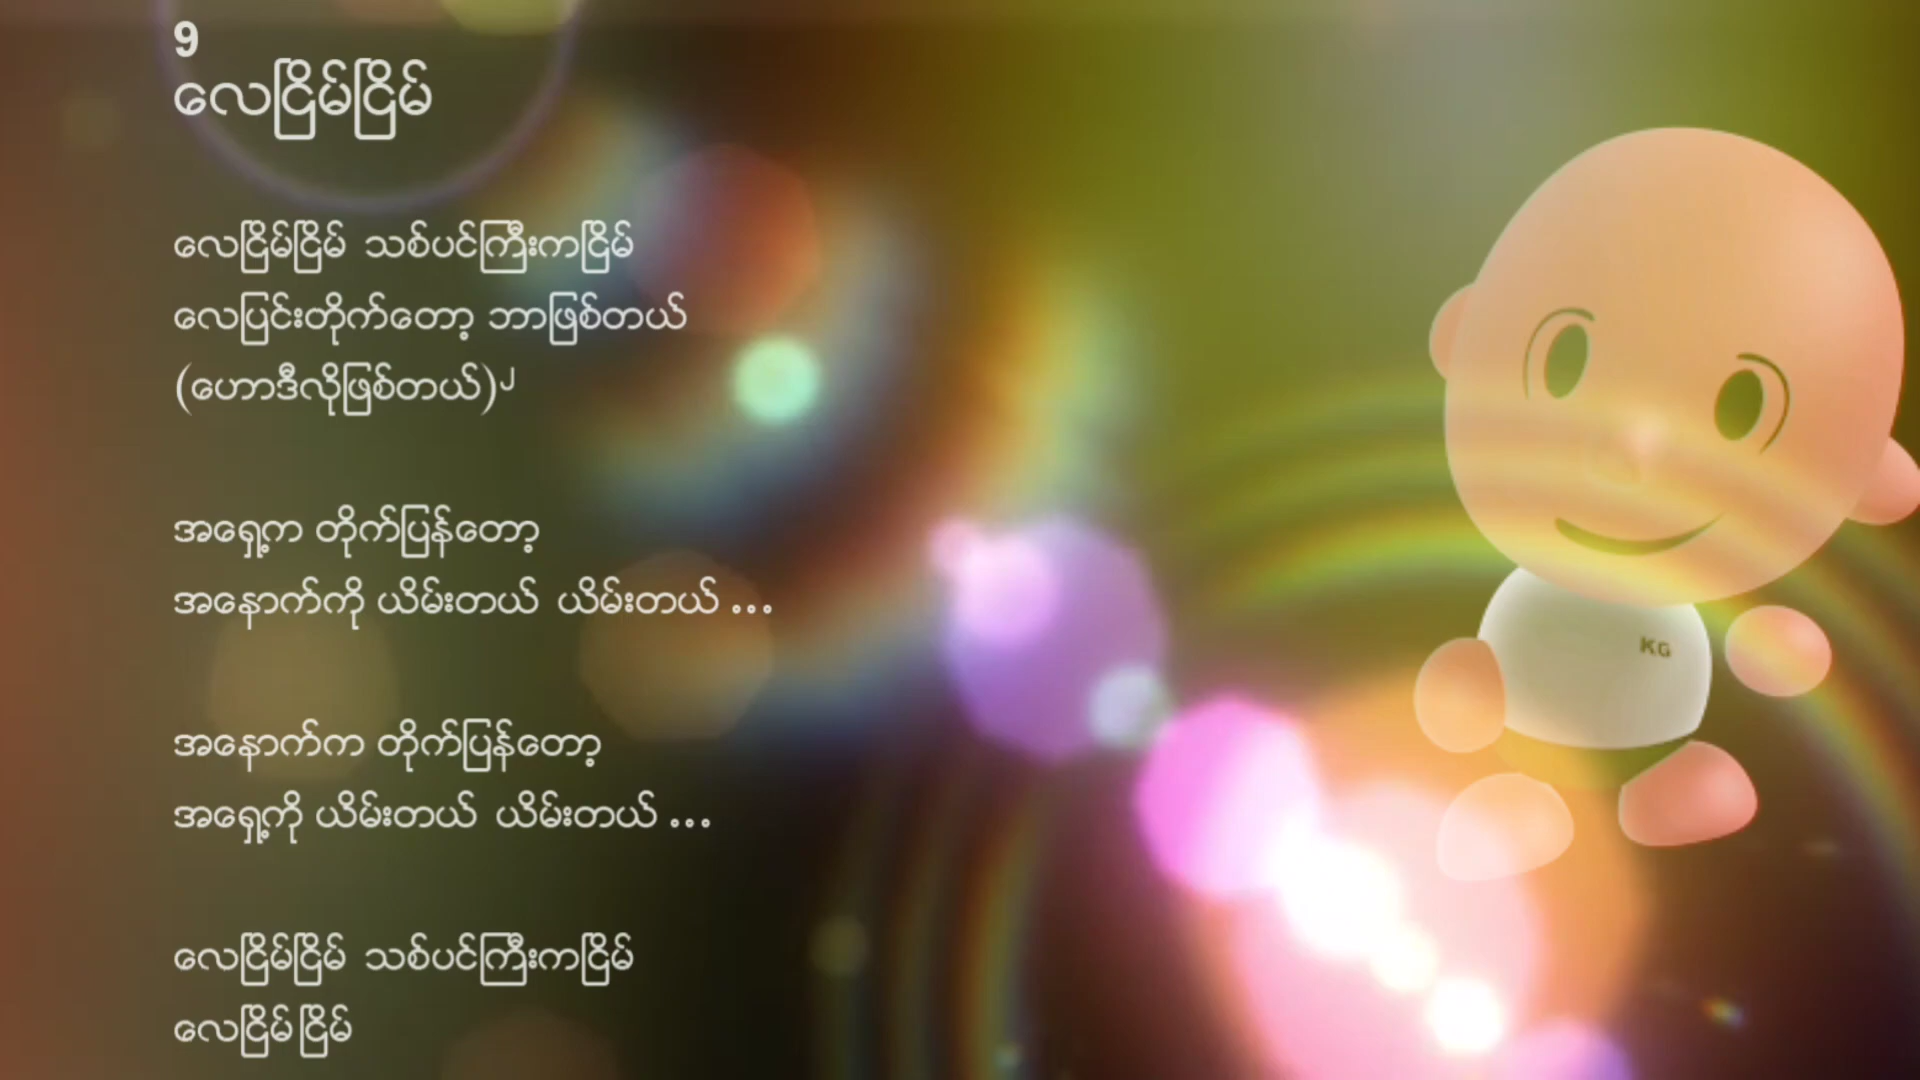 9
လေငြိမ်ငြိမ်
လေငြိမ်ငြိမ် သစ်ပင်ကြီးကငြိမ်
လေပြင်းတိုက်တော့ ဘာဖြစ်တယ်
(ဟောဒီလိုဖြစ်တယ်)၂
အရှေ့က တိုက်ပြန်တော့
အနောက်ကို ယိမ်းတယ် ယိမ်းတယ် ...
အနောက်က တိုက်ပြန်တော့
အရှေ့ကို ယိမ်းတယ် ယိမ်းတယ် ...
လေငြိမ်ငြိမ် သစ်ပင်ကြီးကငြိမ်
လေငြိမ်ငြိမ်
KG